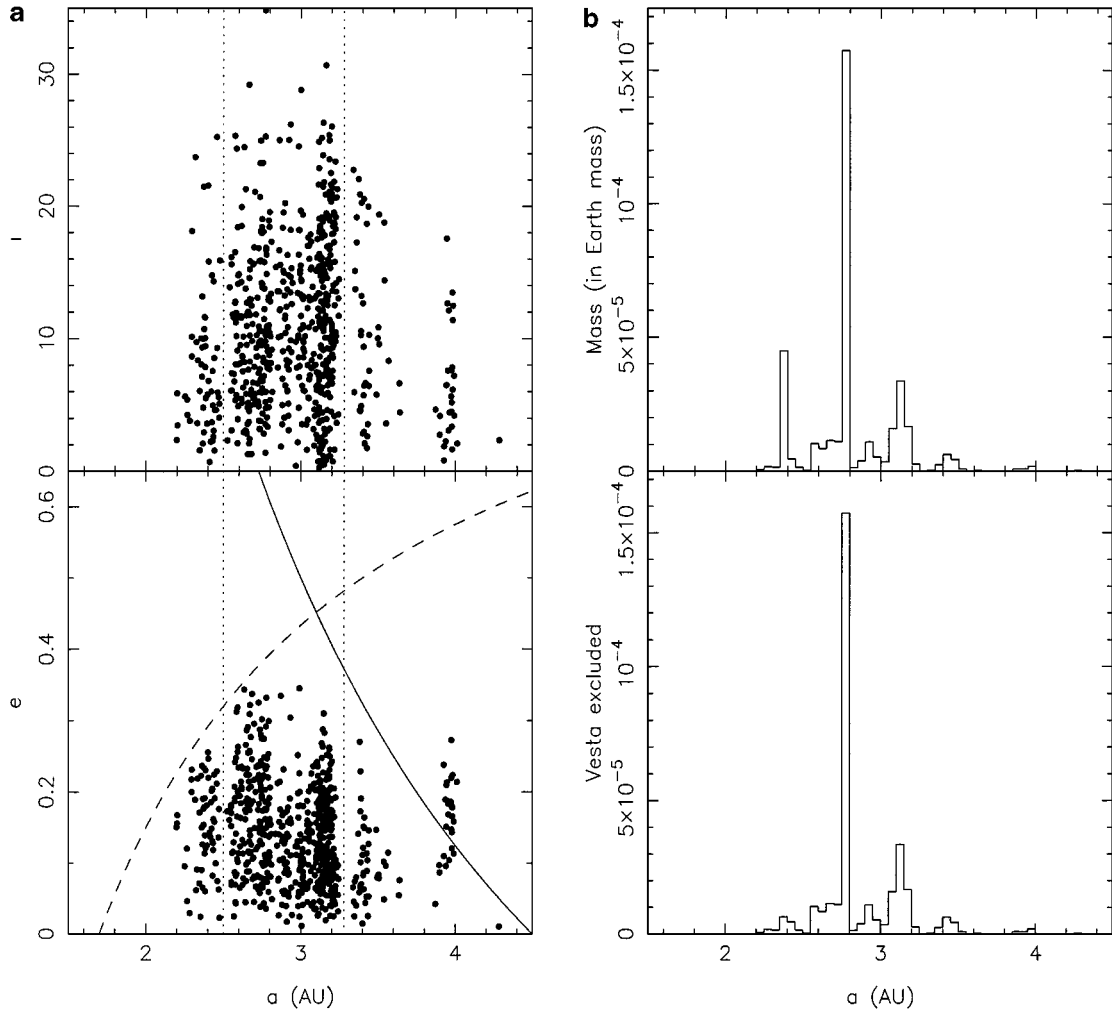 a
30
20
10
0
I
0.6
0.4
0.2
0
e
2 3 4
a (AU)
b
1.5×10⁻⁴
10⁻⁴
5×10⁻⁵
0
Mass (in Earth mass)
1.5×10⁻⁴
10⁻⁴
5×10⁻⁵
0
Vesta excluded
2 3 4
a (AU)